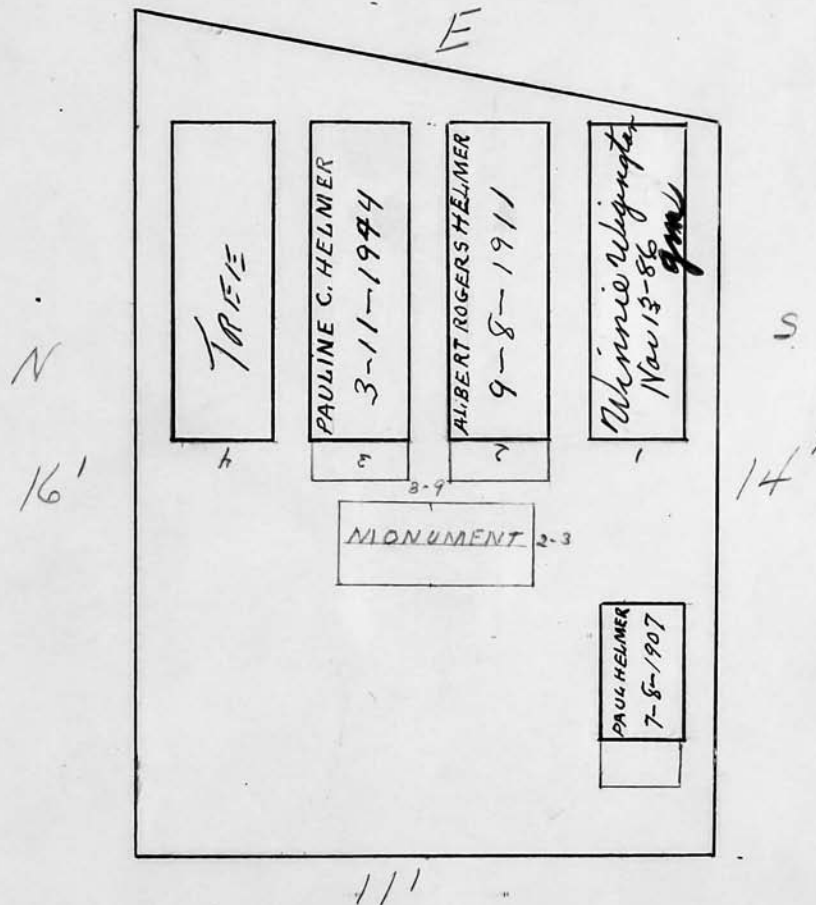 E
TREE
PAULINE C. HELMER
3-11-1944
ALBERT ROGERS HELMER
9-8-1911
Winnie Wigington
Nov 13-86
N
S
16'
14'
4
3
2
1
3-9
MONUMENT 2-3
PAUL HELMER
7-8-1907
11'